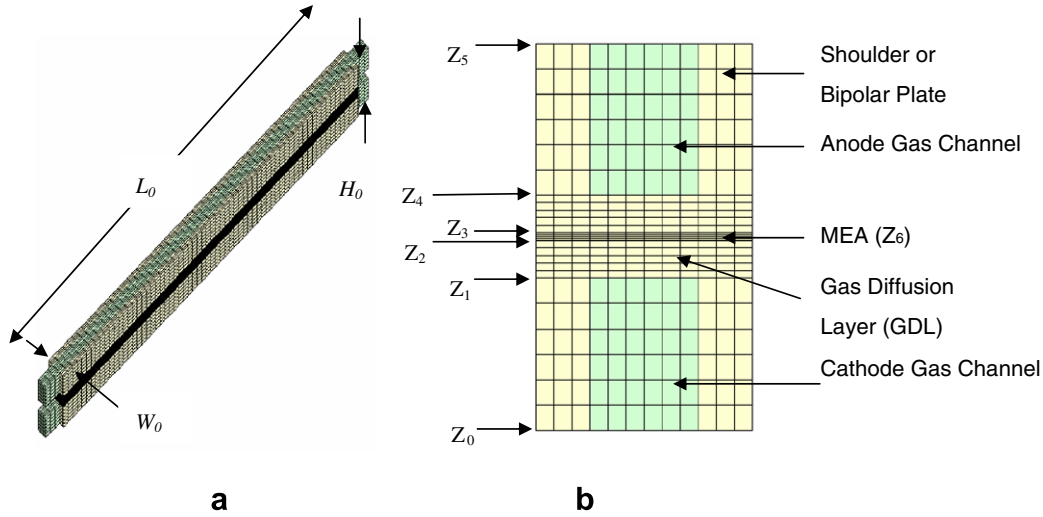 L₀
H₀
W₀
a
Z₅
Z₄
Z₃
Z₂
Z₁
Z₀
Shoulder or
Bipolar Plate
Anode Gas Channel
MEA (Z₆)
Gas Diffusion
Layer (GDL)
Cathode Gas Channel
b